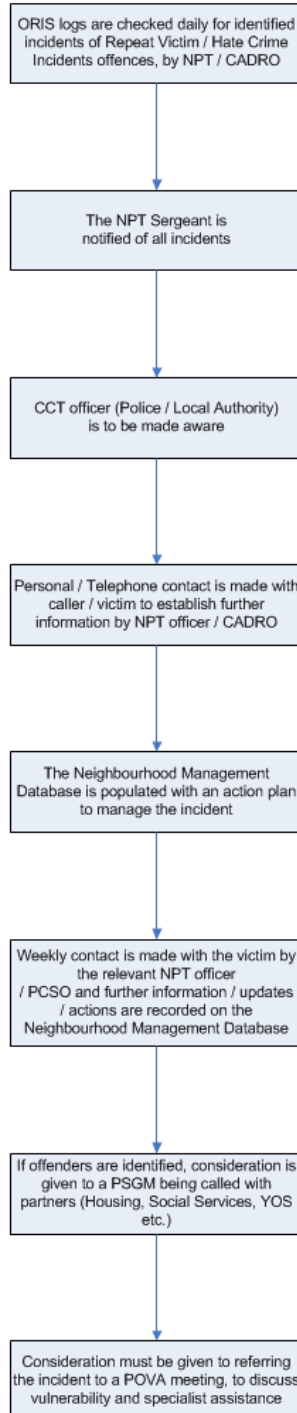 ORIS logs are checked daily for identified
incidents of Repeat Victim / Hate Crime
Incidents offences, by NPT / CADRO
The NPT Sergeant is
notified of all incidents
CCT officer (Police / Local Authority)
is to be made aware
Personal / Telephone contact is made with
caller / victim to establish further
information by NPT officer / CADRO
The Neighbourhood Management
Database is populated with an action plan
to manage the incident
Weekly contact is made with the victim by
the relevant NPT officer
/ PCSO and further information / updates
/ actions are recorded on the
Neighbourhood Management Database
If offenders are identified, consideration is
given to a PSGM being called with
partners (Housing, Social Services, YOS
etc.)
Consideration must be given to referring
the incident to a POVA meeting, to discuss
vulnerability and specialist assistance